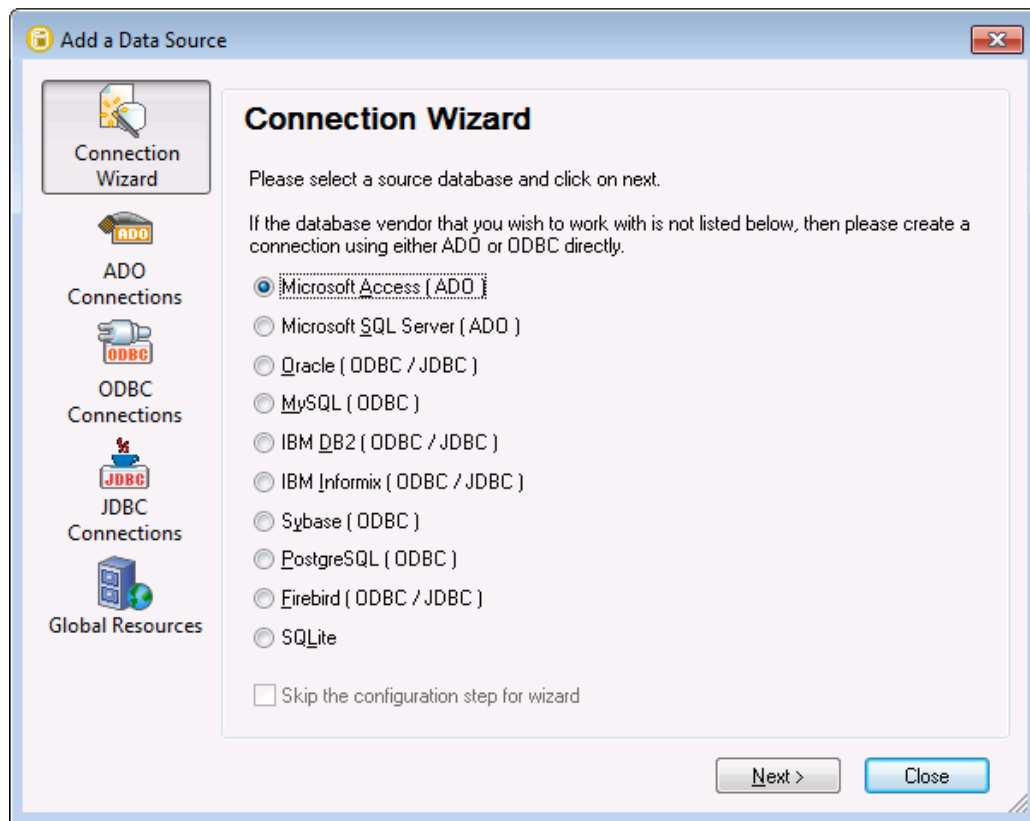 Add a Data Source
Connection
Wizard
ADO
ADO
Connections
ODBC
ODBC
Connections
JDBC
JDBC
Connections
Global Resources
Connection Wizard
Please select a source database and click on next.
If the database vendor that you wish to work with is not listed below, then please create a
connection using either ADO or ODBC directly.
Microsoft Access ( ADO )
Microsoft SQL Server ( ADO )
Oracle ( ODBC / JDBC )
MySQL ( ODBC )
IBM DB2 ( ODBC / JDBC )
IBM Informix ( ODBC / JDBC )
Sybase ( ODBC )
PostgreSQL ( ODBC )
Firebird ( ODBC / JDBC )
SQLite
Skip the configuration step for wizard
Next >
Close